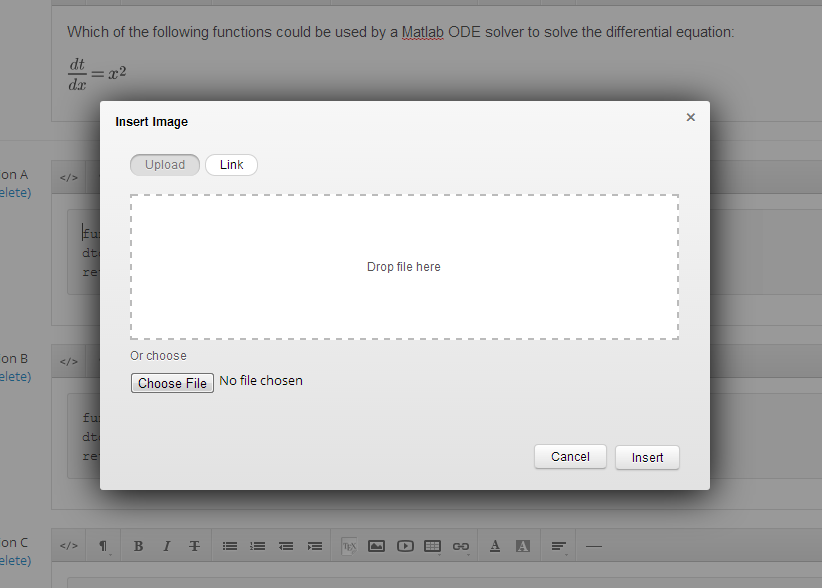 Which of the following functions could be used by a Matlab ODE solver to solve the differential equation:
dt
dx = x2
Insert Image
×
Upload Link
on A
elete)
</>
fu
dt
re
Drop file here
Or choose
Choose File No file chosen
on B
elete)
</>
fu
dt
re
Cancel Insert
on C
elete)
</> ¶ B I T TEX A A